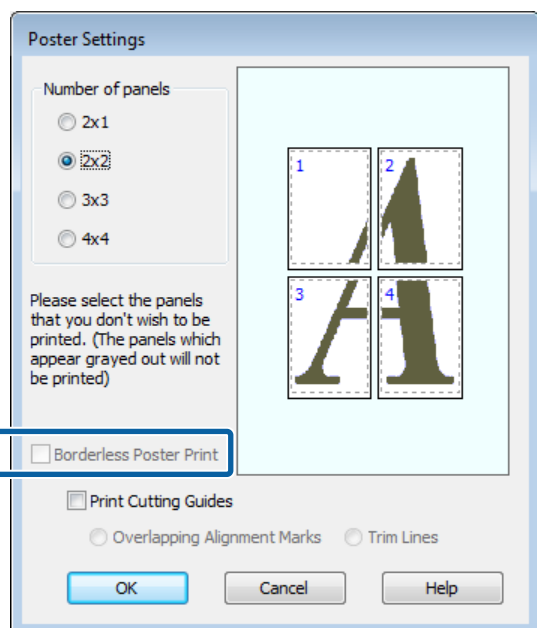 Poster Settings
Number of panels
2x1
2x2
3x3
4x4
Please select the panels
that you don't wish to be
printed. (The panels which
appear grayed out will not
be printed)
1 2
3 4
A
Borderless Poster Print
Print Cutting Guides
Overlapping Alignment Marks Trim Lines
OK Cancel Help